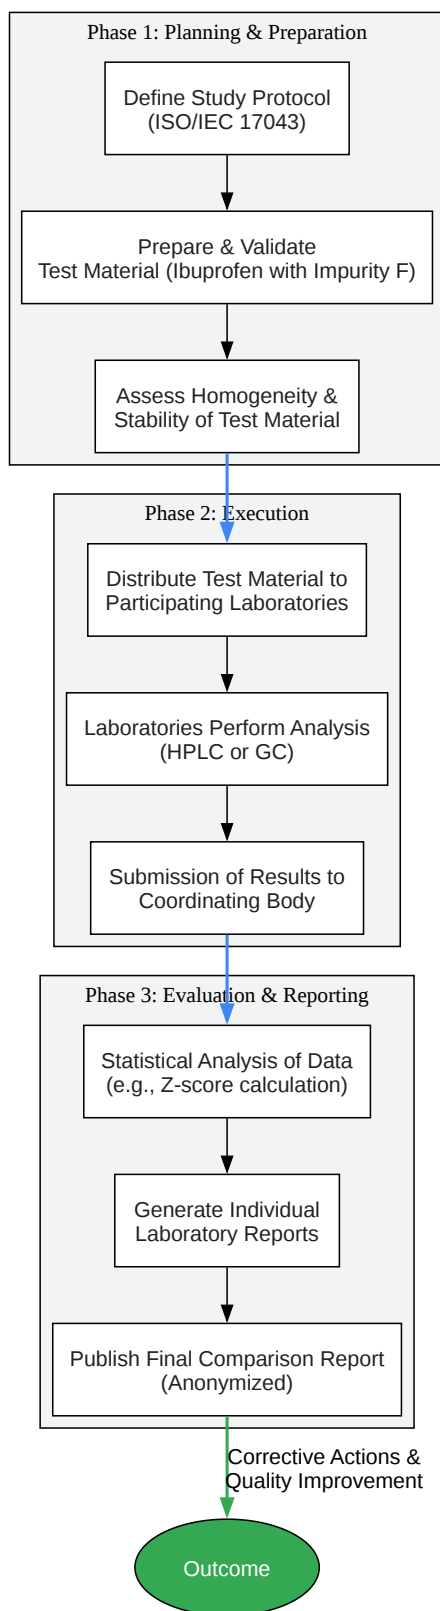 Phase 1: Planning & Preparation
Define Study Protocol
(ISO/IEC 17043)
Prepare & Validate
Test Material (Ibuprofen with Impurity F)
Assess Homogeneity &
Stability of Test Material
Phase 2: Execution
Distribute Test Material to
Participating Laboratories
Laboratories Perform Analysis
(HPLC or GC)
Submission of Results to
Coordinating Body
Phase 3: Evaluation & Reporting
Statistical Analysis of Data
(e.g., Z-score calculation)
Generate Individual
Laboratory Reports
Publish Final Comparison Report
(Anonymized)
Corrective Actions &
Quality Improvement
Outcome